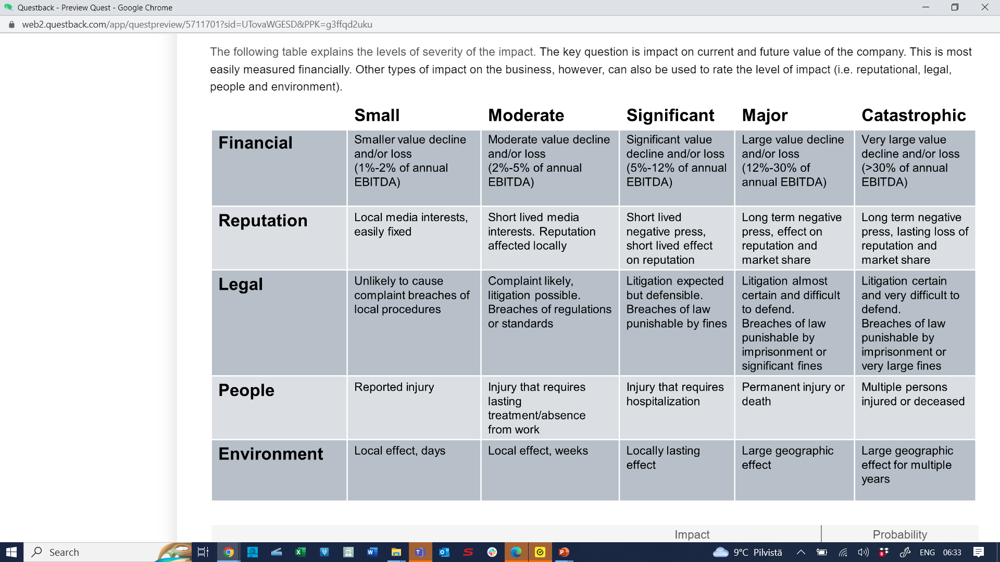 Questback - Preview Quest - Google Chrome
web2.questback.com/app/questpreview/5711701?sid=UTovaWGESD&PPK=g3ffqd2uku
The following table explains the levels of severity of the impact. The key question is impact on current and future value of the company. This is most
easily measured financially. Other types of impact on the business, however, can also be used to rate the level of impact (i.e. reputational, legal,
people and environment).
Small
Moderate
Significant
Major
Catastrophic
Financial
Smaller value decline
and/or loss
(1%-2% of annual
EBITDA)
Moderate value decline
and/or loss
(2%-5% of annual
EBITDA)
Significant value
decline and/or loss
(5%-12% of annual
EBITDA)
Large value decline
and/or loss
(12%-30% of
annual EBITDA)
Very large value
decline and/or loss
(>30% of annual
EBITDA)
Reputation
Local media interests,
easily fixed
Short lived media
interests. Reputation
affected locally
Short lived
negative press,
short lived effect
on reputation
Long term negative
press, effect on
reputation and
market share
Long term negative
press, lasting loss of
reputation and
market share
Legal
Unlikely to cause
complaint breaches of
local procedures
Complaint likely,
litigation possible.
Breaches of regulations
or standards
Litigation expected
but defensible.
Breaches of law
punishable by fines
Litigation almost
certain and difficult
to defend.
Breaches of law
punishable by
imprisonment or
significant fines
Litigation certain
and very difficult to
defend.
Breaches of law
punishable by
imprisonment or
very large fines
People
Reported injury
Injury that requires
lasting
treatment/absence
from work
Injury that requires
hospitalization
Permanent injury or
death
Multiple persons
injured or deceased
Environment
Local effect, days
Local effect, weeks
Locally lasting
effect
Large geographic
effect
Large geographic
effect for multiple
years
Impact
Probability
Search
9°C Pilvistä
ENG
06:33